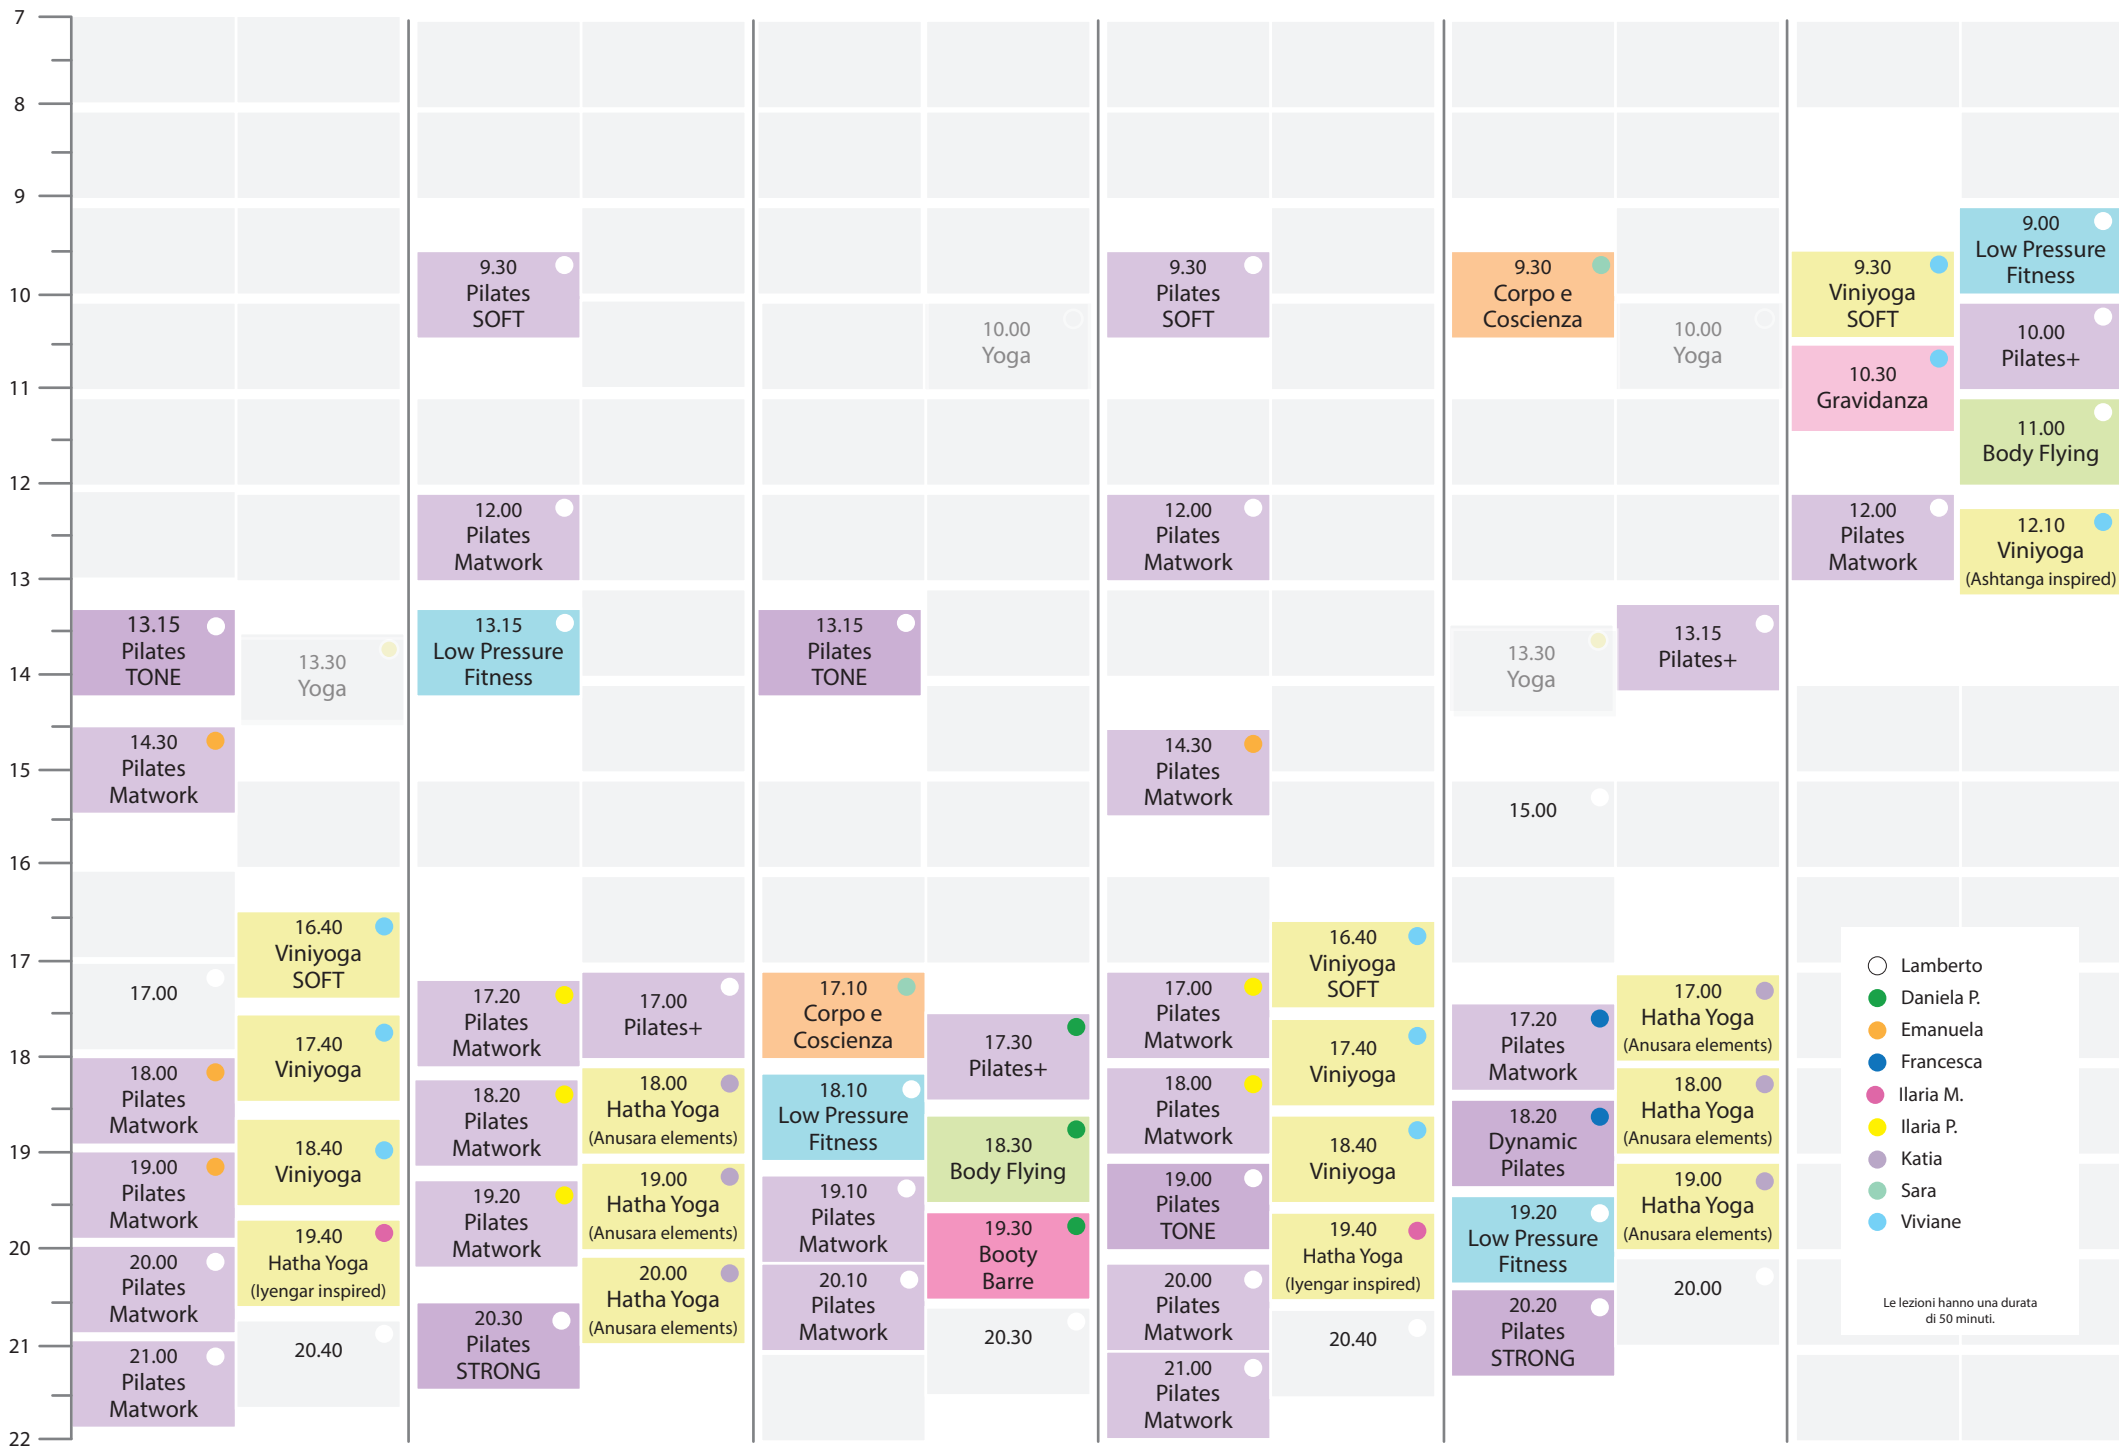 7
8
9
10
11
12
13
14
15
16
17
18
19
20
21
22
13.15
Pilates
TONE
14.30
Pilates
Matwork
17.00
18.00
Pilates
Matwork
19.00
Pilates
Matwork
20.00
Pilates
Matwork
21.00
Pilates
Matwork
13.30
Yoga
16.40
Viniyoga
SOFT
17.40
Viniyoga
18.40
Viniyoga
19.40
Hatha Yoga
(Iyengar inspired)
20.40
9.30
Pilates
SOFT
12.00
Pilates
Matwork
13.15
Low Pressure
Fitness
17.20
Pilates
Matwork
18.20
Pilates
Matwork
19.20
Pilates
Matwork
20.30
Pilates
STRONG
17.00
Pilates+
18.00
Hatha Yoga
(Anusara elements)
19.00
Hatha Yoga
(Anusara elements)
20.00
Hatha Yoga
(Anusara elements)
13.15
Pilates
TONE
17.10
Corpo e
Coscienza
18.10
Low Pressure
Fitness
19.10
Pilates
Matwork
20.10
Pilates
Matwork
10.00
Yoga
17.30
Pilates+
18.30
Body Flying
19.30
Booty
Barre
20.30
9.30
Pilates
SOFT
12.00
Pilates
Matwork
14.30
Pilates
Matwork
17.00
Pilates
Matwork
18.00
Pilates
Matwork
19.00
Pilates
TONE
20.00
Pilates
Matwork
21.00
Pilates
Matwork
16.40
Viniyoga
SOFT
17.40
Viniyoga
18.40
Viniyoga
19.40
Hatha Yoga
(Iyengar inspired)
20.40
9.30
Corpo e
Coscienza
13.30
Yoga
15.00
17.20
Pilates
Matwork
18.20
Dynamic
Pilates
19.20
Low Pressure
Fitness
20.20
Pilates
STRONG
10.00
Yoga
13.15
Pilates+
17.00
Hatha Yoga
(Anusara elements)
18.00
Hatha Yoga
(Anusara elements)
19.00
Hatha Yoga
(Anusara elements)
20.00
9.30
Viniyoga
SOFT
10.30
Gravidanza
12.00
Pilates
Matwork
9.00
Low Pressure
Fitness
10.00
Pilates+
11.00
Body Flying
12.10
Viniyoga
(Ashtanga inspired)
Lamberto
Daniela P.
Emanuela
Francesca
Ilaria M.
Ilaria P.
Katia
Sara
Viviane
Le lezioni hanno una durata
di 50 minuti.